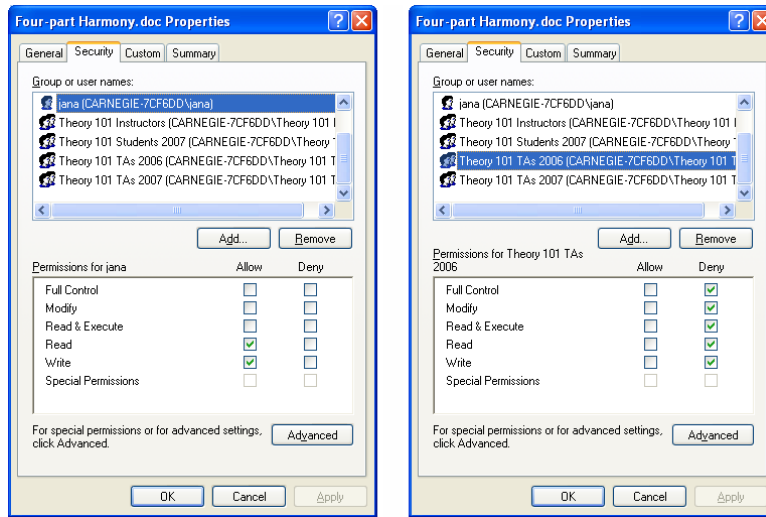 Four-part Harmony.doc Properties
General Security Custom Summary
Group or user names:
jana (CARNEGIE-7CF6DD\jana)
Theory 101 Instructors (CARNEGIE-7CF6DD\Theory 101 I
Theory 101 Students 2007 (CARNEGIE-7CF6DD\Theory
Theory 101 TAs 2006 (CARNEGIE-7CF6DD\Theory 101 T
Theory 101 TAs 2007 (CARNEGIE-7CF6DD\Theory 101 T
Add... Remove
Permissions for jana Allow Deny
Full Control
Modify
Read & Execute
Read
Write
Special Permissions
For special permissions or for advanced settings,
click Advanced.
Advanced
OK Cancel Apply
Four-part Harmony.doc Properties
General Security Custom Summary
Group or user names:
jana (CARNEGIE-7CF6DD\jana)
Theory 101 Instructors (CARNEGIE-7CF6DD\Theory 101 I
Theory 101 Students 2007 (CARNEGIE-7CF6DD\Theory
Theory 101 TAs 2006 (CARNEGIE-7CF6DD\Theory 101 T
Theory 101 TAs 2007 (CARNEGIE-7CF6DD\Theory 101 T
Add... Remove
Permissions for Theory 101 TAs
2006 Allow Deny
Full Control
Modify
Read & Execute
Read
Write
Special Permissions
For special permissions or for advanced settings,
click Advanced.
Advanced
OK Cancel Apply